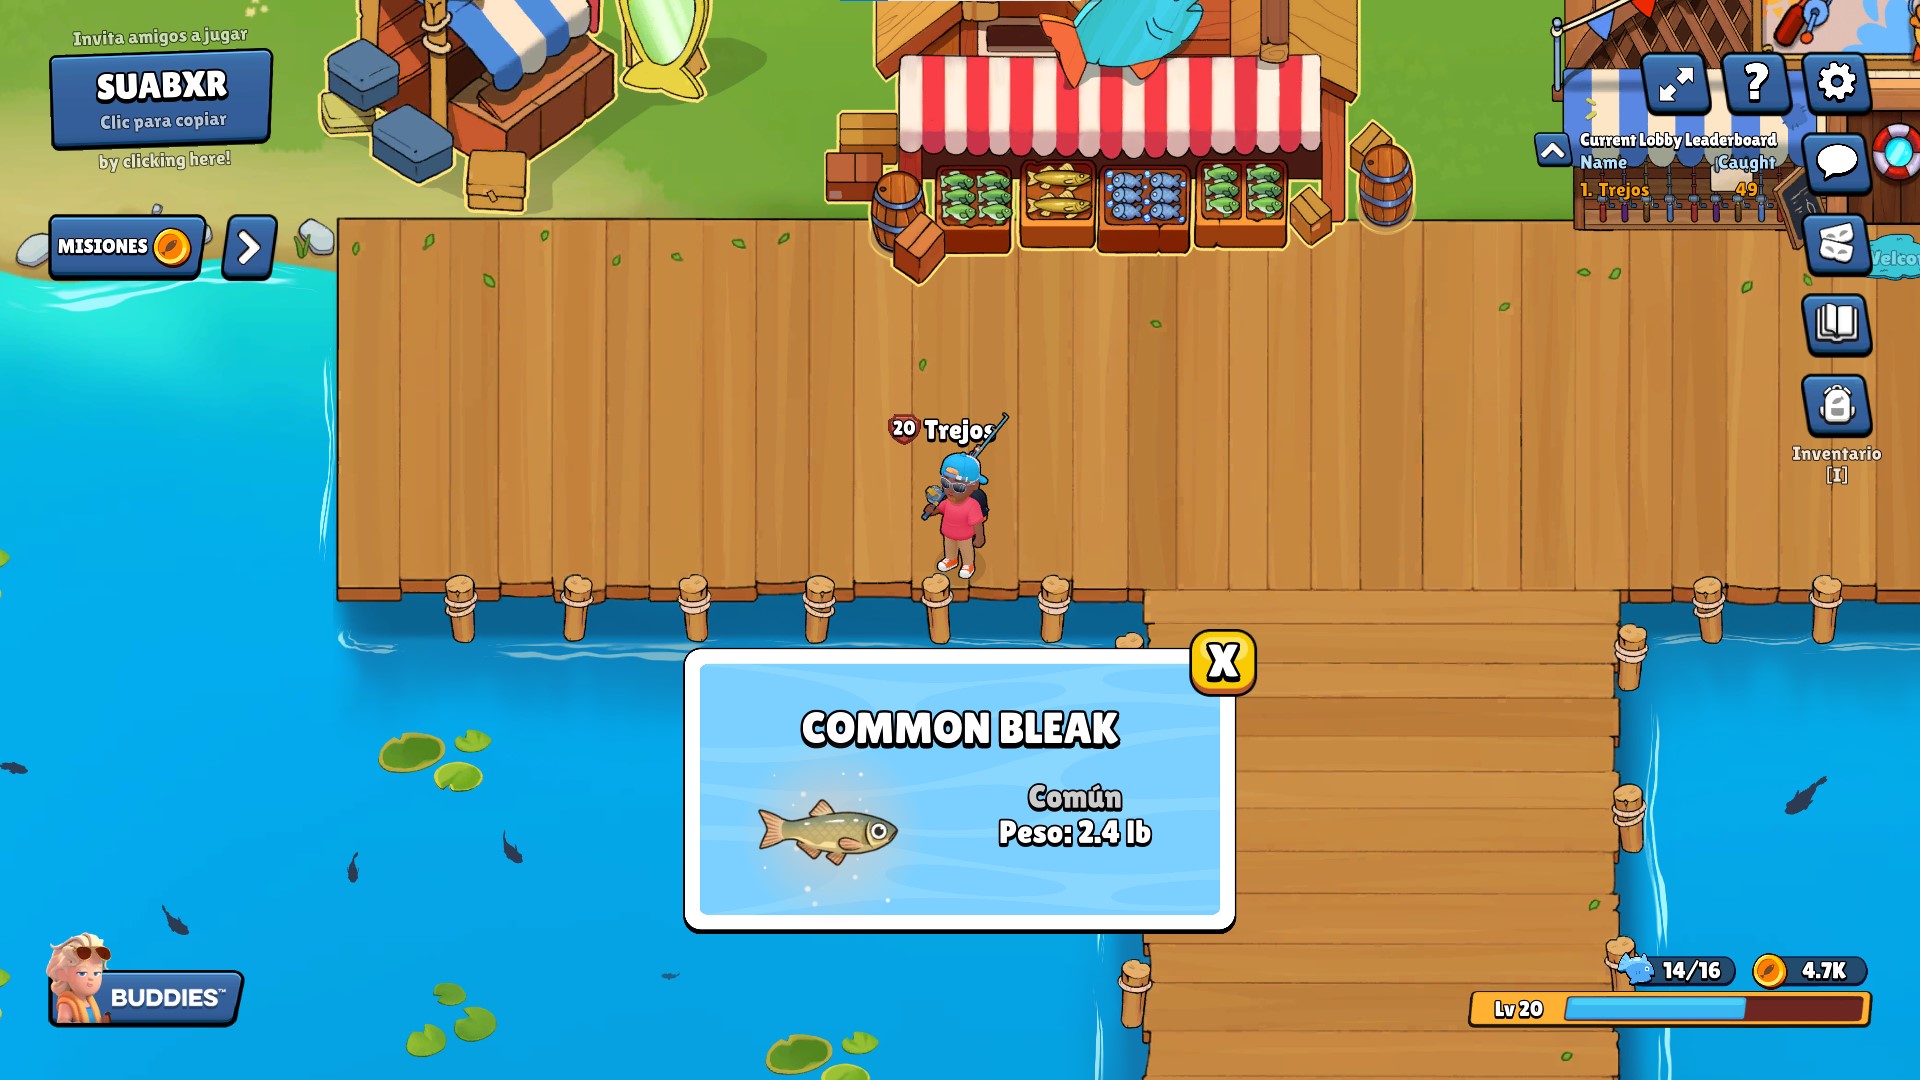 Invita amigos a jugar
SUABXR
Clic para copiar
by clicking here!
MISIONES
?
Current Lobby Leaderboard
Name Caught
1. Trejos 49
Inventario
[I]
20 Trejos
X
COMMON BLEAK
Común
Peso: 2.4 lb
BUDDIES™
14/16
4.7K
Lv 20